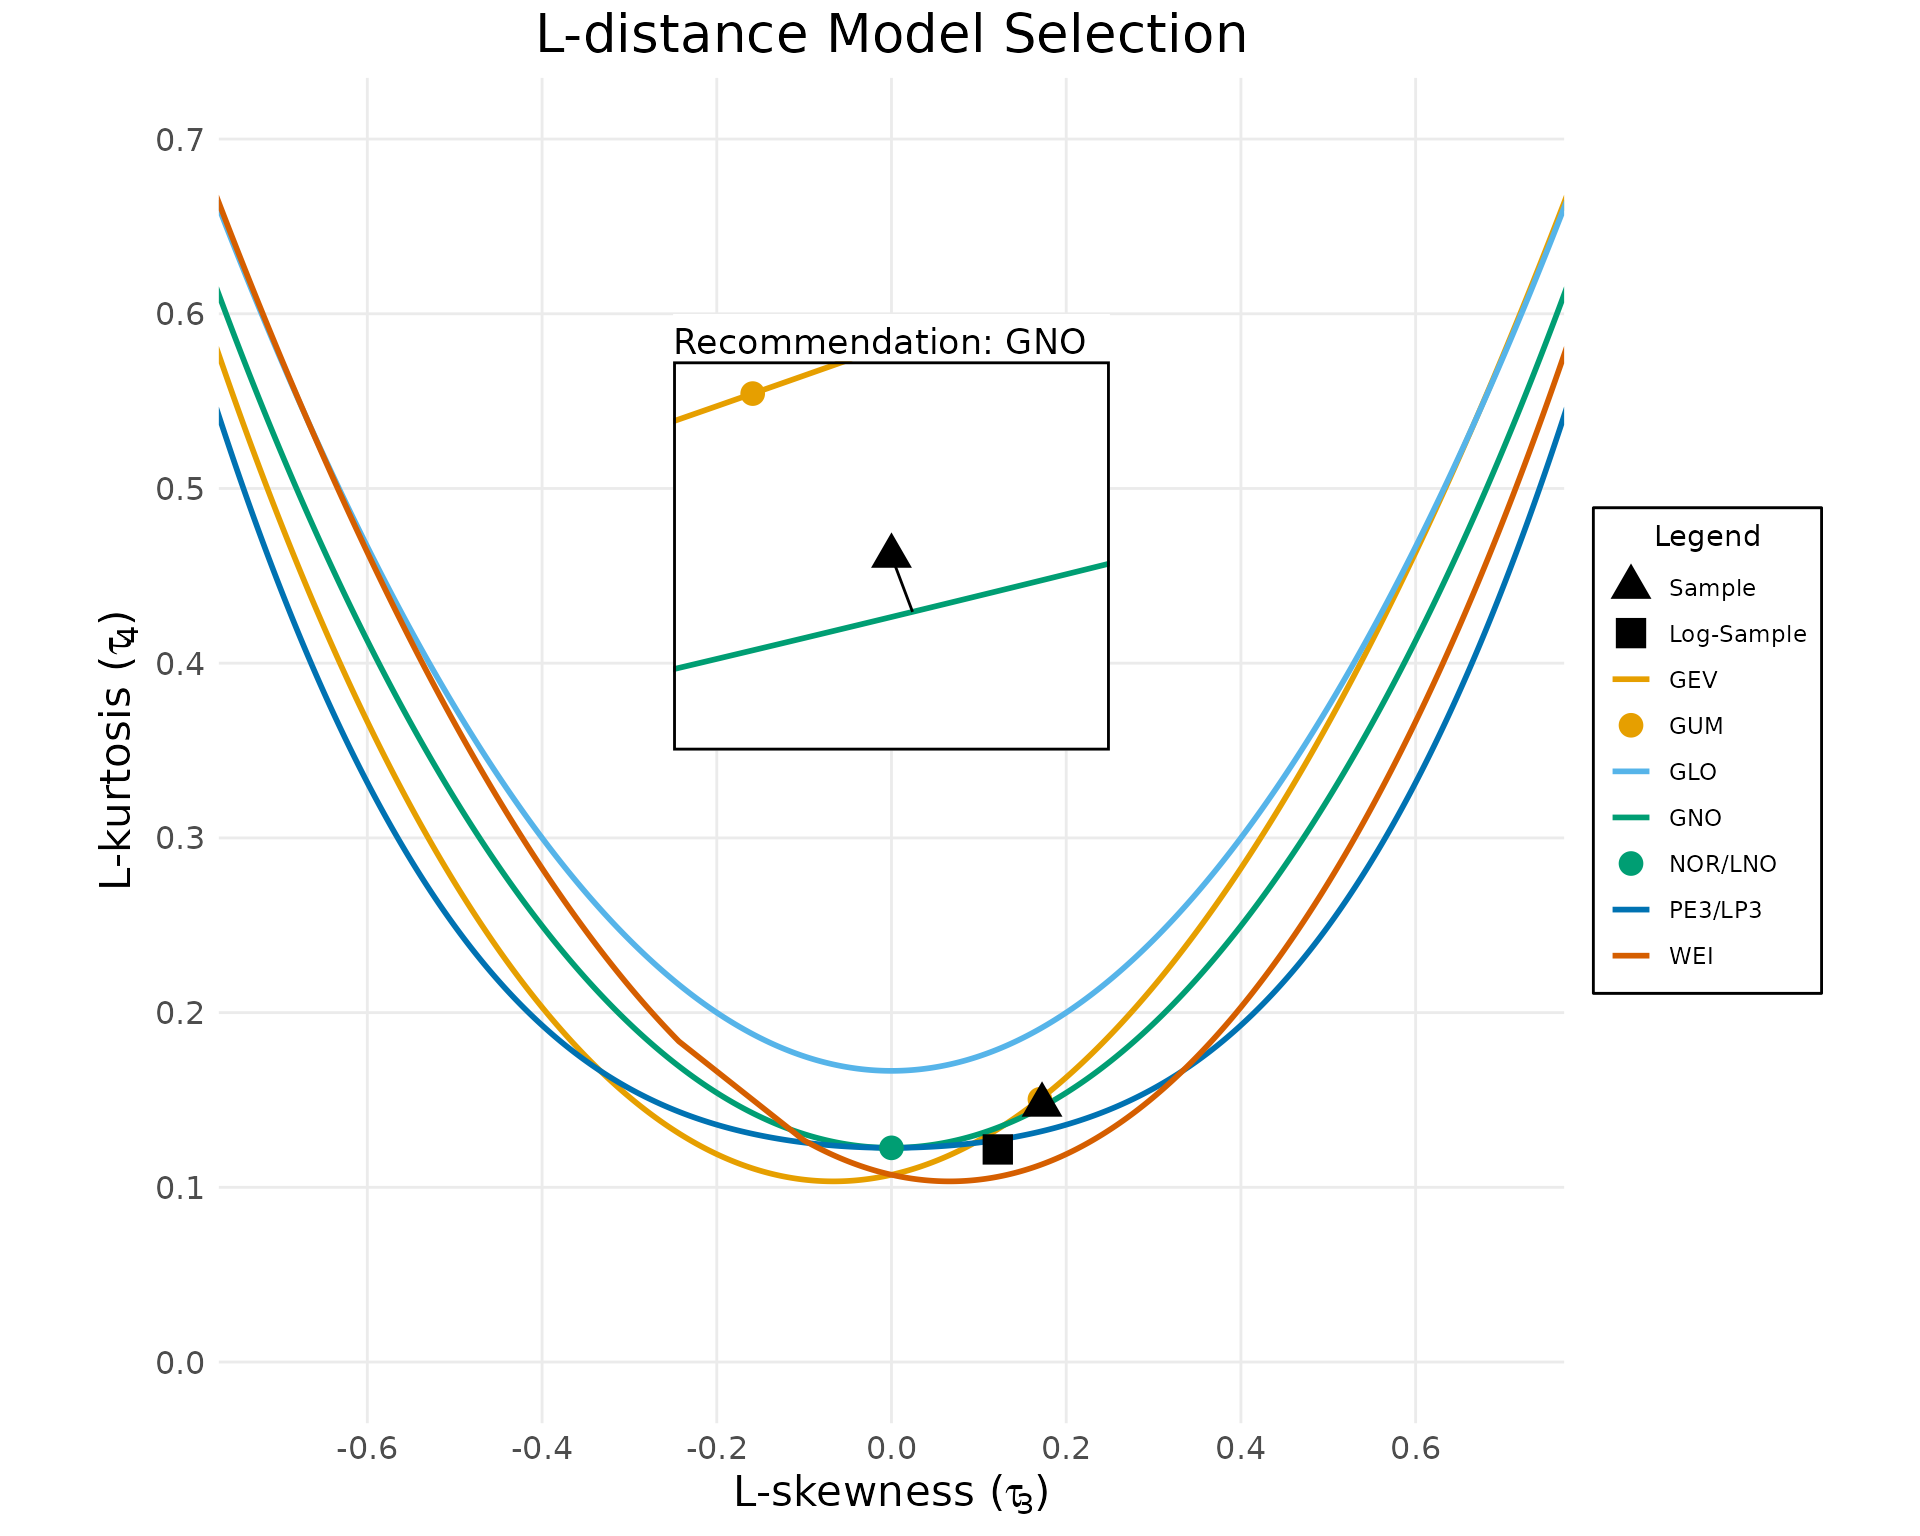 L-distance Model Selection
L-kurtosis (τ4)
0.7
0.6
0.5
0.4
0.3
0.2
0.1
0.0
Recommendation: GNO
-0.6
-0.4
-0.2
0.0
0.2
0.4
0.6
L-skewness (τ3)
Legend
Sample
Log-Sample
GEV
GUM
GLO
GNO
NOR/LNO
PE3/LP3
WEI